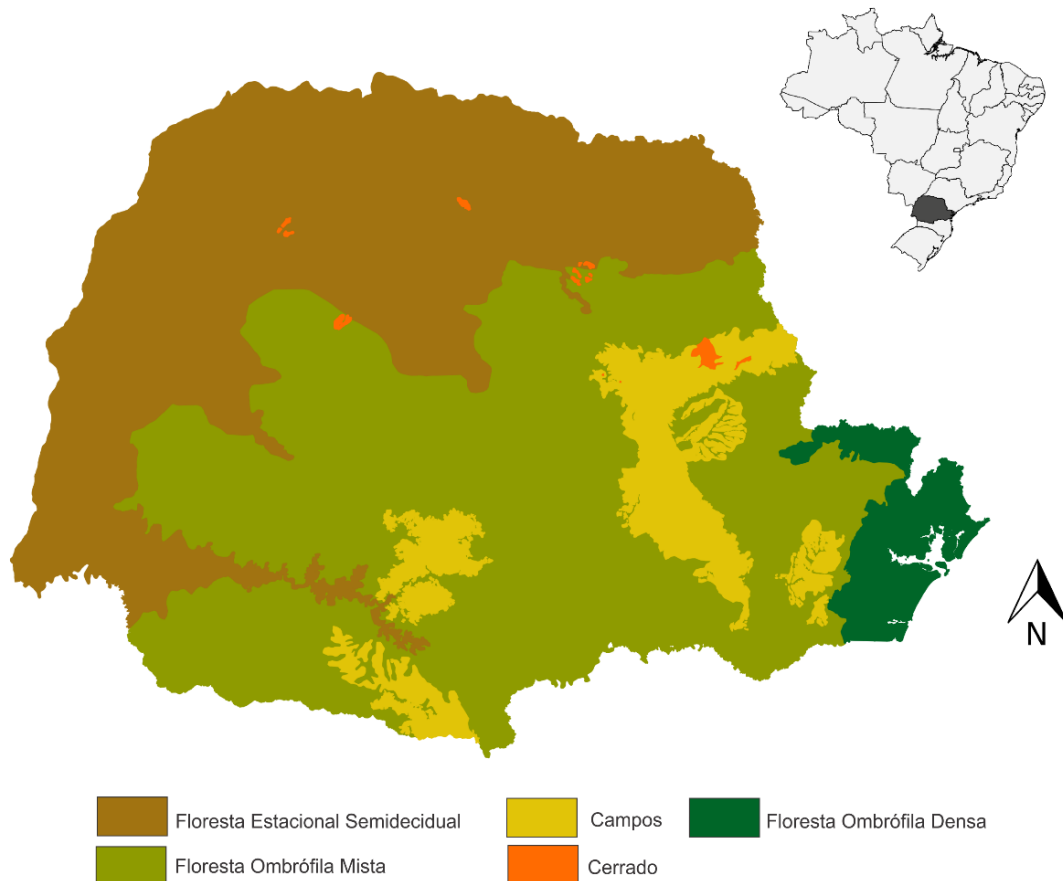 N
Floresta Estacional Semidecidual
Campos
Floresta Ombrófila Densa
Floresta Ombrófila Mista
Cerrado